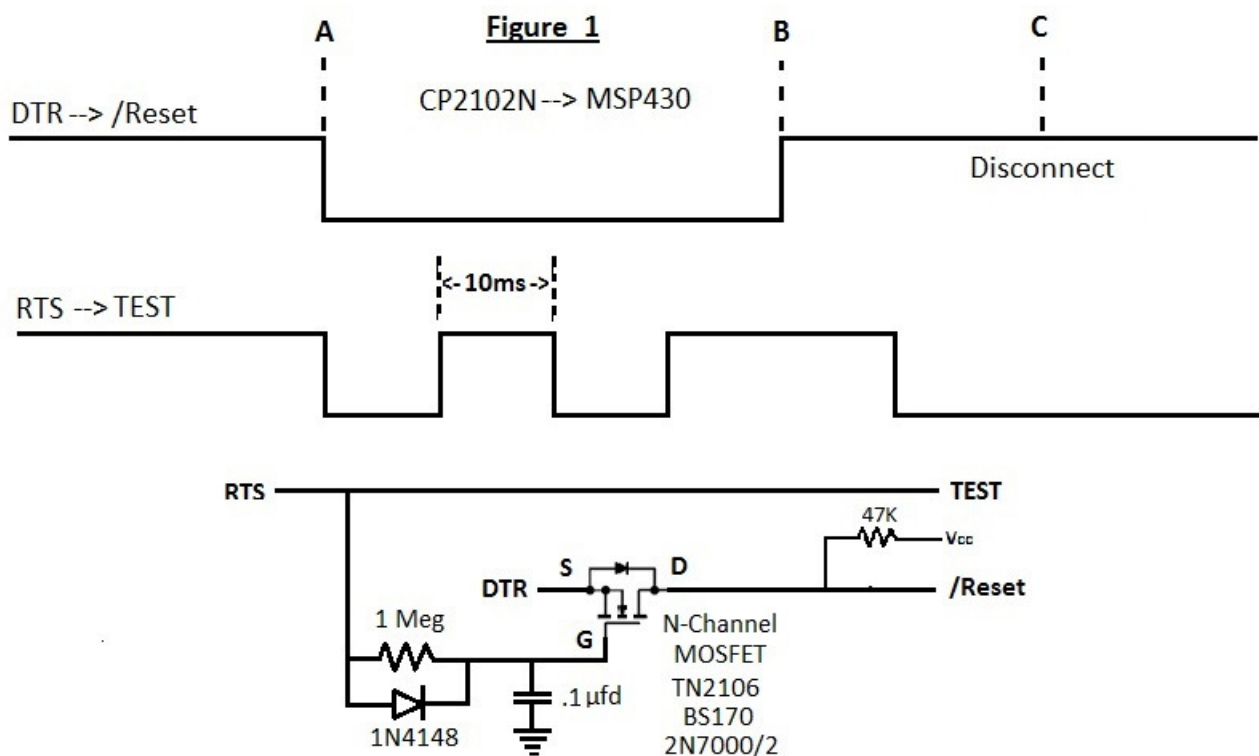 A
Figure 1
B
C
DTR --> /Reset
CP2102N--> MSP430
Disconnect
<- 10ms->
RTS --> TEST
RTS
TEST
47K
Vcc
DTR
S
D
/Reset
1 Meg
G
N-Channel
MOSFET
TN2106
BS170
2N7000/2
.1 µfd
1N4148